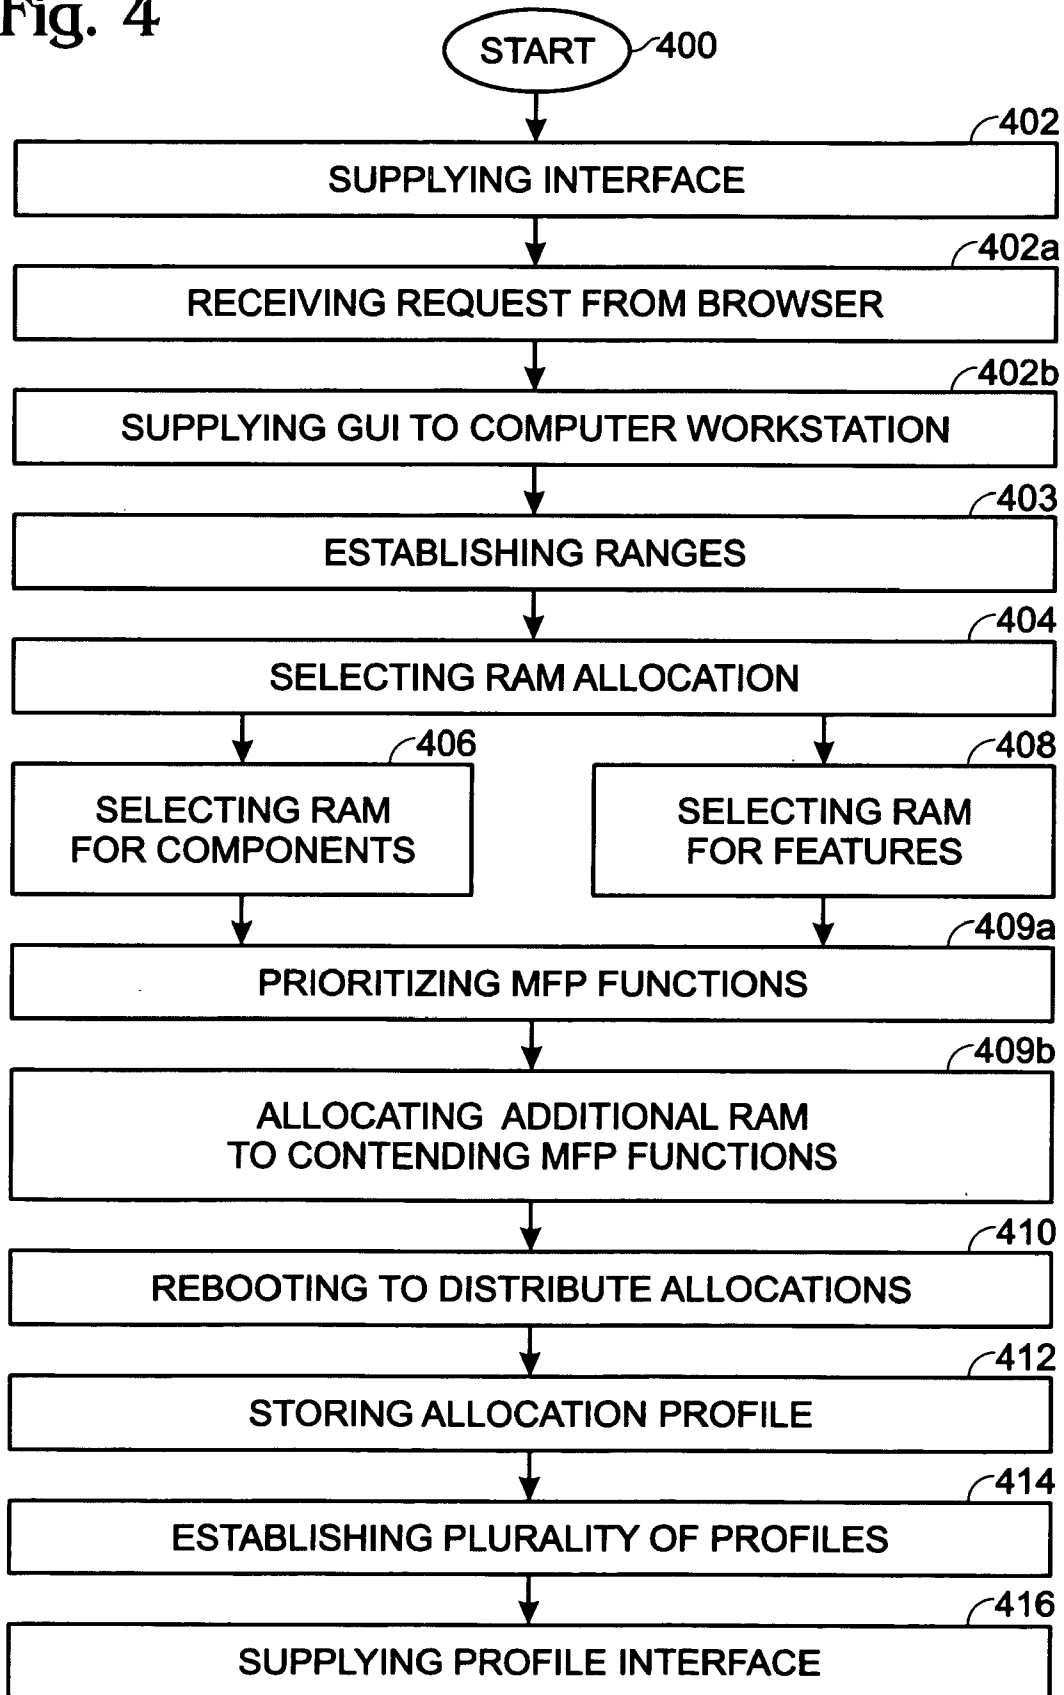 Fig. 4
START
400
402
SUPPLYING INTERFACE
402a
RECEIVING REQUEST FROM BROWSER
402b
SUPPLYING GUI TO COMPUTER WORKSTATION
403
ESTABLISHING RANGES
404
SELECTING RAM ALLOCATION
406
SELECTING RAM
FOR COMPONENTS
408
SELECTING RAM
FOR FEATURES
409a
PRIORITIZING MFP FUNCTIONS
409b
ALLOCATING ADDITIONAL RAM
TO CONTENDING MFP FUNCTIONS
410
REBOOTING TO DISTRIBUTE ALLOCATIONS
412
STORING ALLOCATION PROFILE
414
ESTABLISHING PLURALITY OF PROFILES
416
SUPPLYING PROFILE INTERFACE